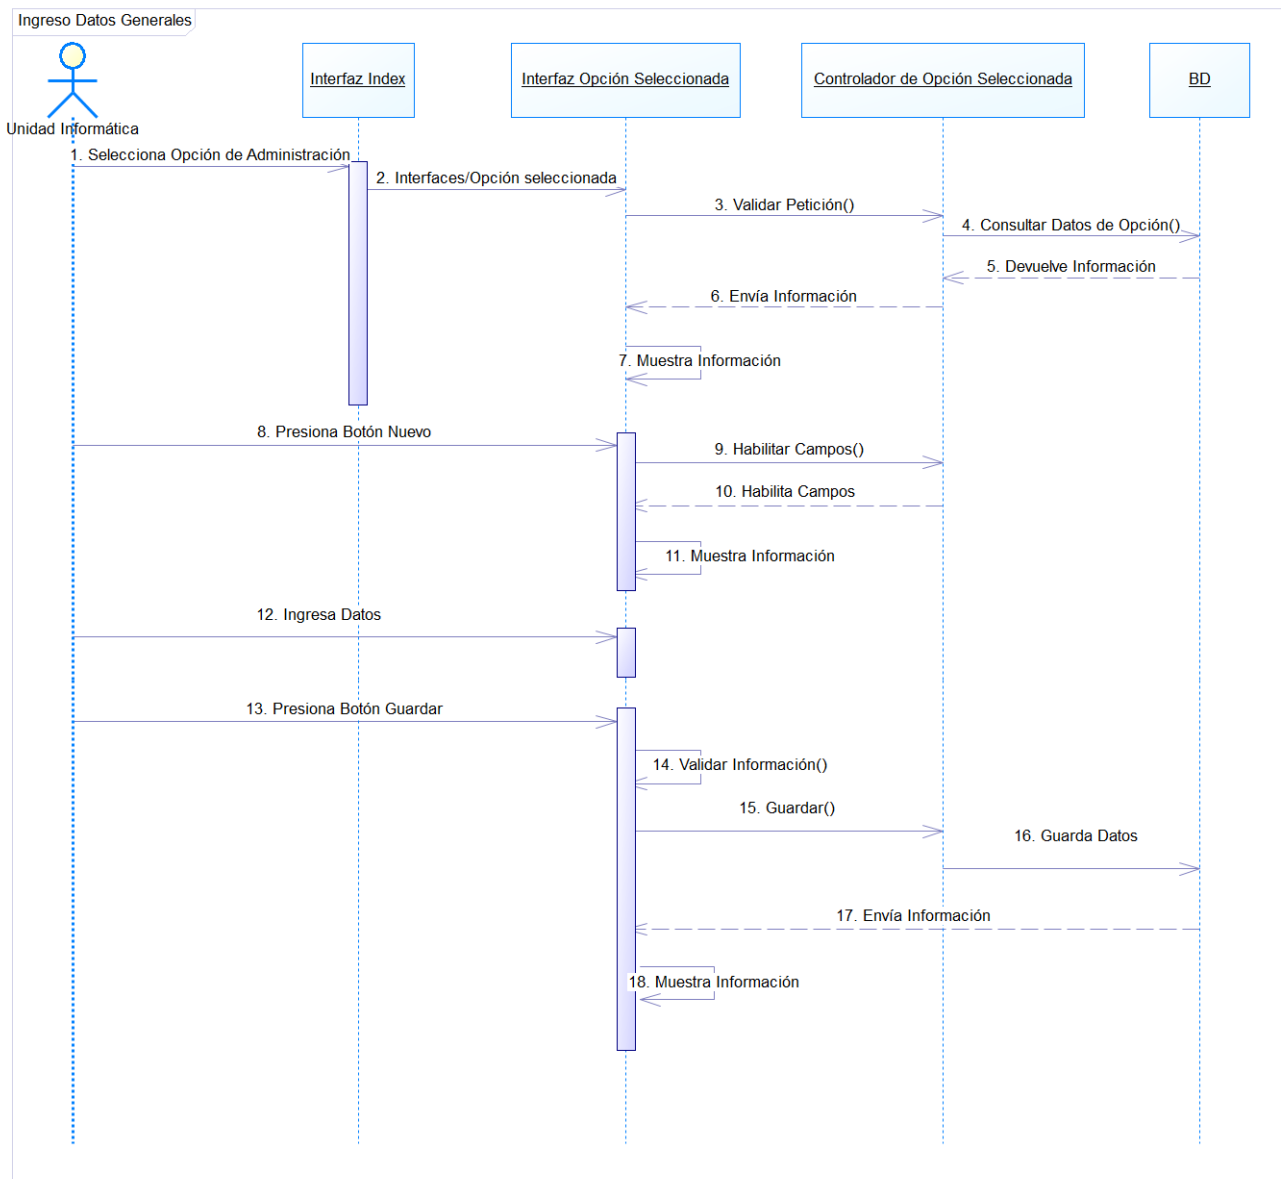 Ingreso Datos Generales
Interfaz Index
Interfaz Opción Seleccionada
Controlador de Opción Seleccionada
BD
Unidad Informática
1. Selecciona Opción de Administración
2. Interfaces/Opción seleccionada
3. Validar Petición()
4. Consultar Datos de Opción()
5. Devuelve Información
6. Envía Información
7. Muestra Información
8. Presiona Botón Nuevo
9. Habilitar Campos()
10. Habilita Campos
11. Muestra Información
12. Ingresa Datos
13. Presiona Botón Guardar
14. Validar Información()
15. Guardar()
16. Guarda Datos
17. Envía Información
18. Muestra Información